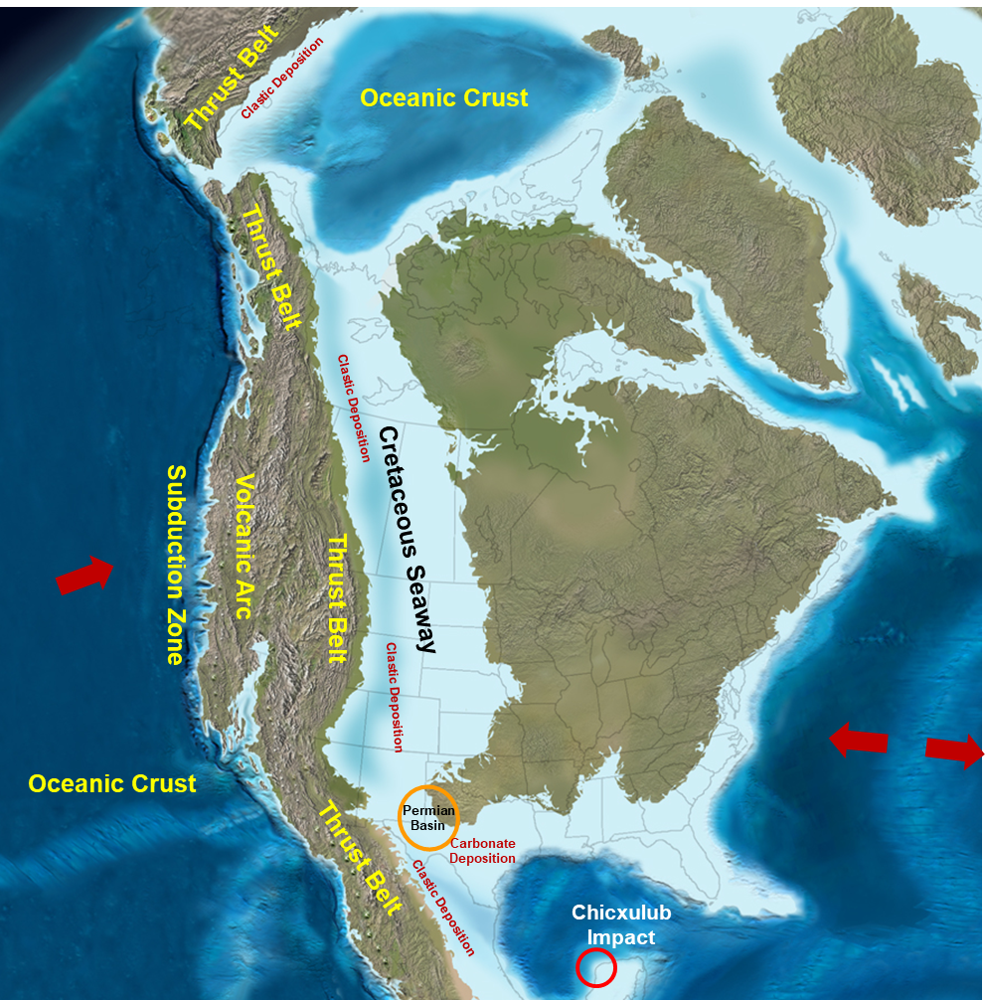 Thrust Belt
Clastic Deposition
Oceanic Crust
Thrust Belt
Clastic Deposition
Cretaceous Seaway
Subduction Zone
Volcanic Arc
Thrust Belt
Clastic Deposition
Oceanic Crust
Permian
Basin
Carbonate
Deposition
Thrust Belt
Clastic Deposition
Chicxulub
Impact